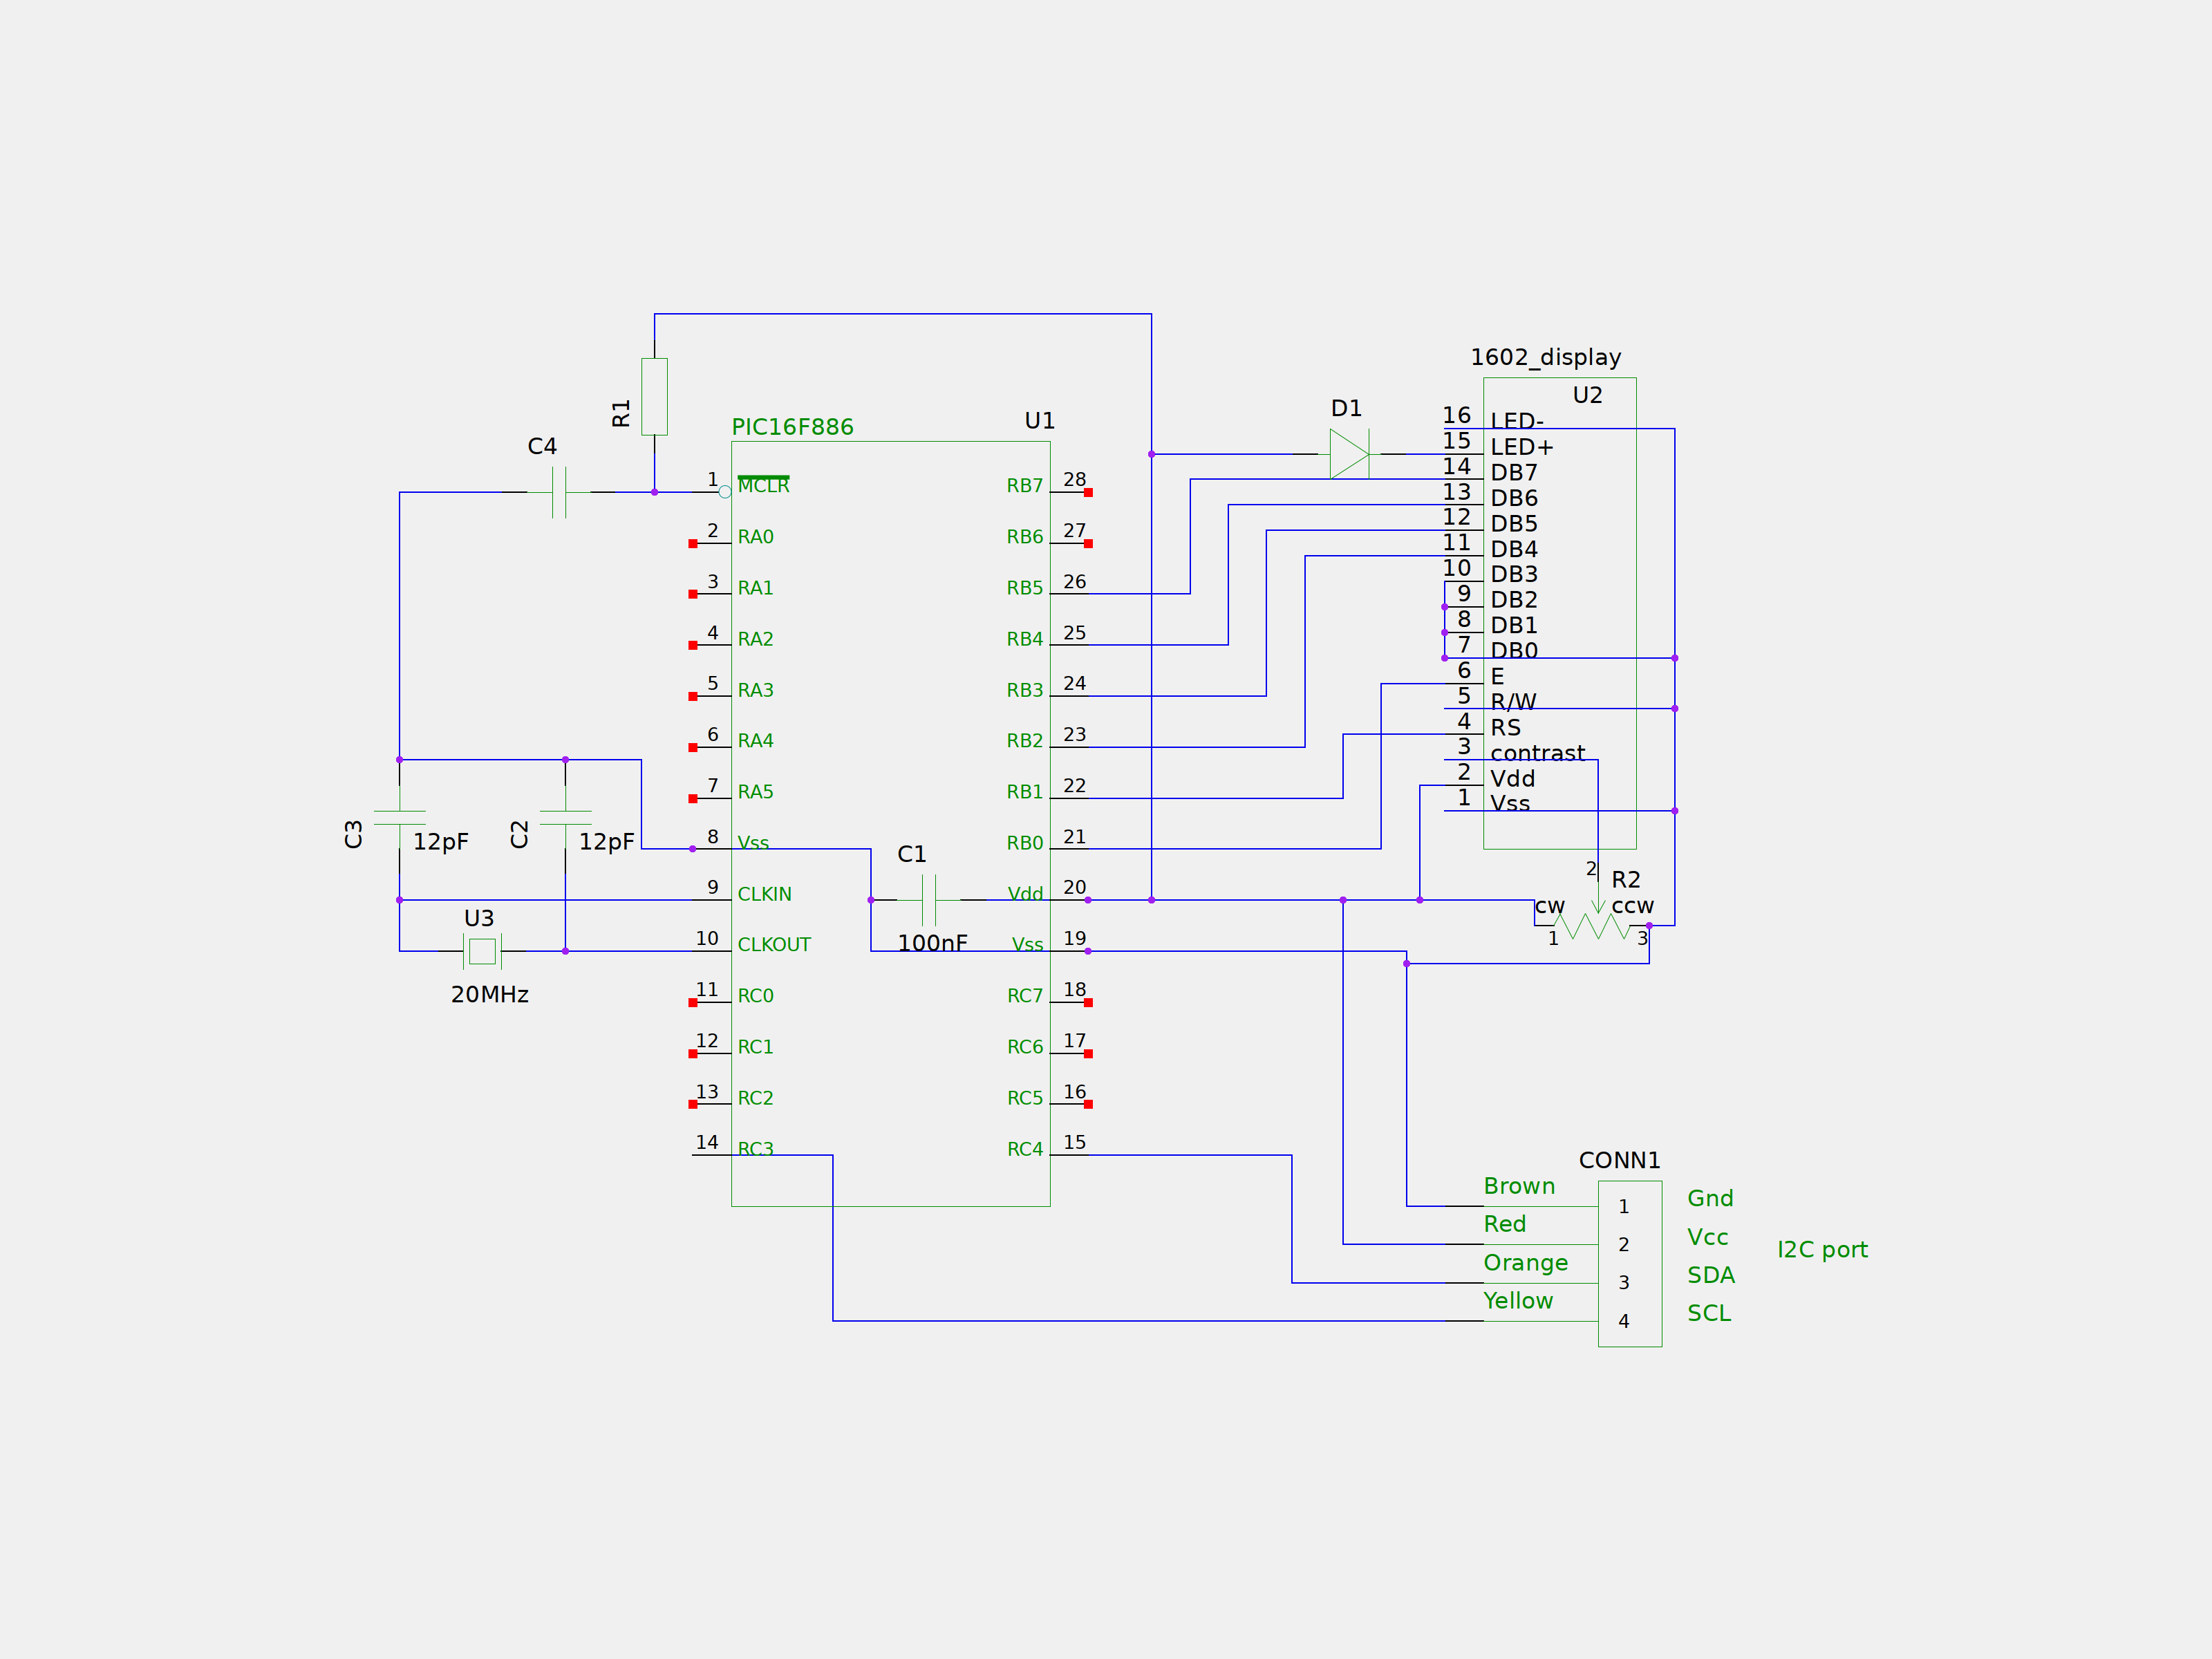 1602_display
U2
D1
16 LED-
15 LED+
14 DB7
13 DB6
12 DB5
11 DB4
10 DB3
9 DB2
8 DB1
7 DB0
6 E
5 R/W
4 RS
3 contrast
2 Vdd
1 Vss
R1
C4
PIC16F886
U1
1 MCLR
RB7 28
2 RA0
RB6 27
3 RA1
RB5 26
4 RA2
RB4 25
5 RA3
RB3 24
6 RA4
RB2 23
7 RA5
RB1 22
8 Vss
RB0 21
9 CLKIN
Vdd 20
10 CLKOUT
Vss 19
11 RC0
RC7 18
12 RC1
RC6 17
13 RC2
RC5 16
14 RC3
RC4 15
C3
12pF
C2
12pF
C1
100nF
U3
20MHz
2
R2
cw
ccw
1
3
CONN1
Brown 1 Gnd
Red 2 Vcc
Orange 3 SDA
Yellow 4 SCL
I2C port